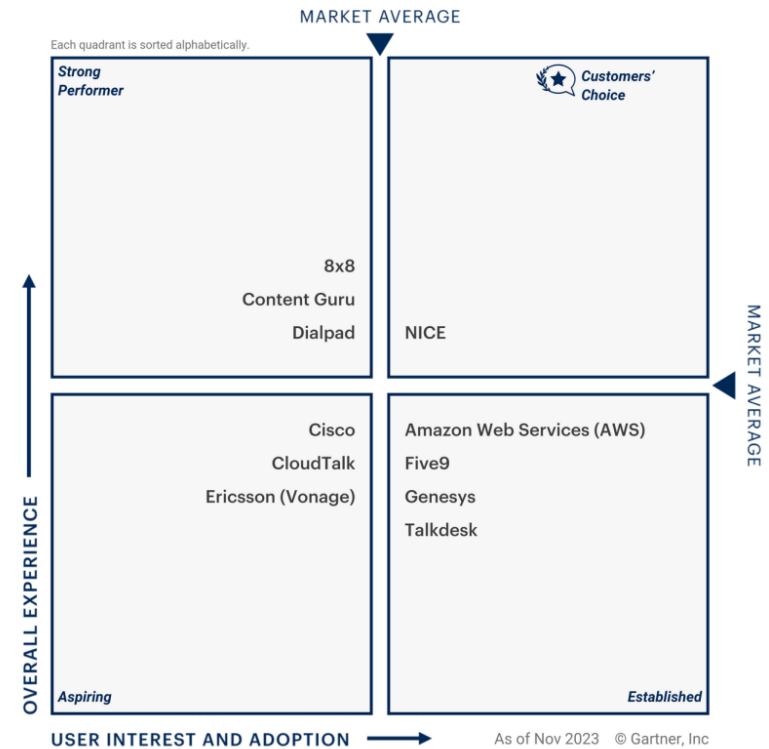 MARKET AVERAGE
Each quadrant is sorted alphabetically.
Strong
Performer
Customers’
Choice
8x8
Content Guru
Dialpad
NICE
MARKET AVERAGE
Cisco
CloudTalk
Ericsson (Vonage)
Amazon Web Services (AWS)
Five9
Genesys
Talkdesk
OVERALL EXPERIENCE
Aspiring
Established
USER INTEREST AND ADOPTION
As of Nov 2023 © Gartner, Inc